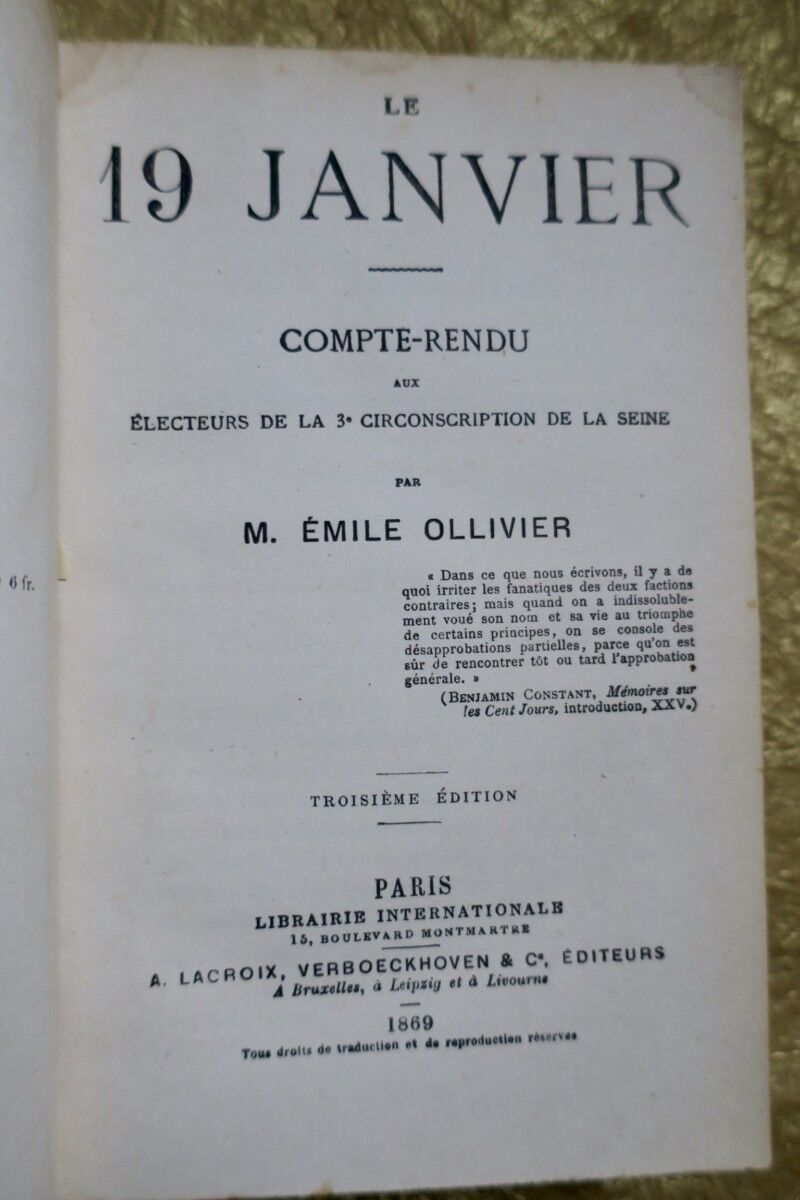 LE
19 JANVIER
COMPTE-RENDU
AUX
ÉLECTEURS DE LA 3e CIRCONSCRIPTION DE LA SEINE
PAR
M. ÉMILE OLLIVIER
« Dans ce que nous écrivons, il y a de
quoi irriter les fanatiques des deux factions
contraires; mais quand on a indissoluble-
ment voué son nom et sa vie au triomphe
de certains principes, on se console des
désapprobations partielles, parce qu'on est
sûr de rencontrer tôt ou tard l'approbation
générale. »
(BENJAMIN CONSTANT, Mémoires sur
les Cent Jours, introduction, XXV.)
6 fr.
TROISIÈME ÉDITION
PARIS
LIBRAIRIE INTERNATIONALE
15, BOULEVARD MONTMARTRE
A. LACROIX, VERBOECKHOVEN & Ce, ÉDITEURS
A Bruxelles, à Leipzig et à Livourne
1869
Tous droits de traduction et de reproduction réservés